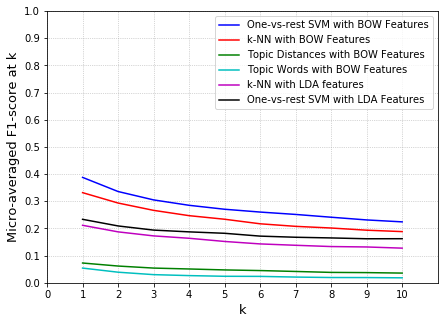 1.0
0.9
0.8
0.7
0.6
0.5
0.4
0.3
0.2
0.1
0.0
Micro-averaged F1-score at k
One-vs-rest SVM with BOW Features
k-NN with BOW Features
Topic Distances with BOW Features
Topic Words with BOW Features
k-NN with LDA features
One-vs-rest SVM with LDA Features
0 1 2 3 4 5 6 7 8 9 10
k